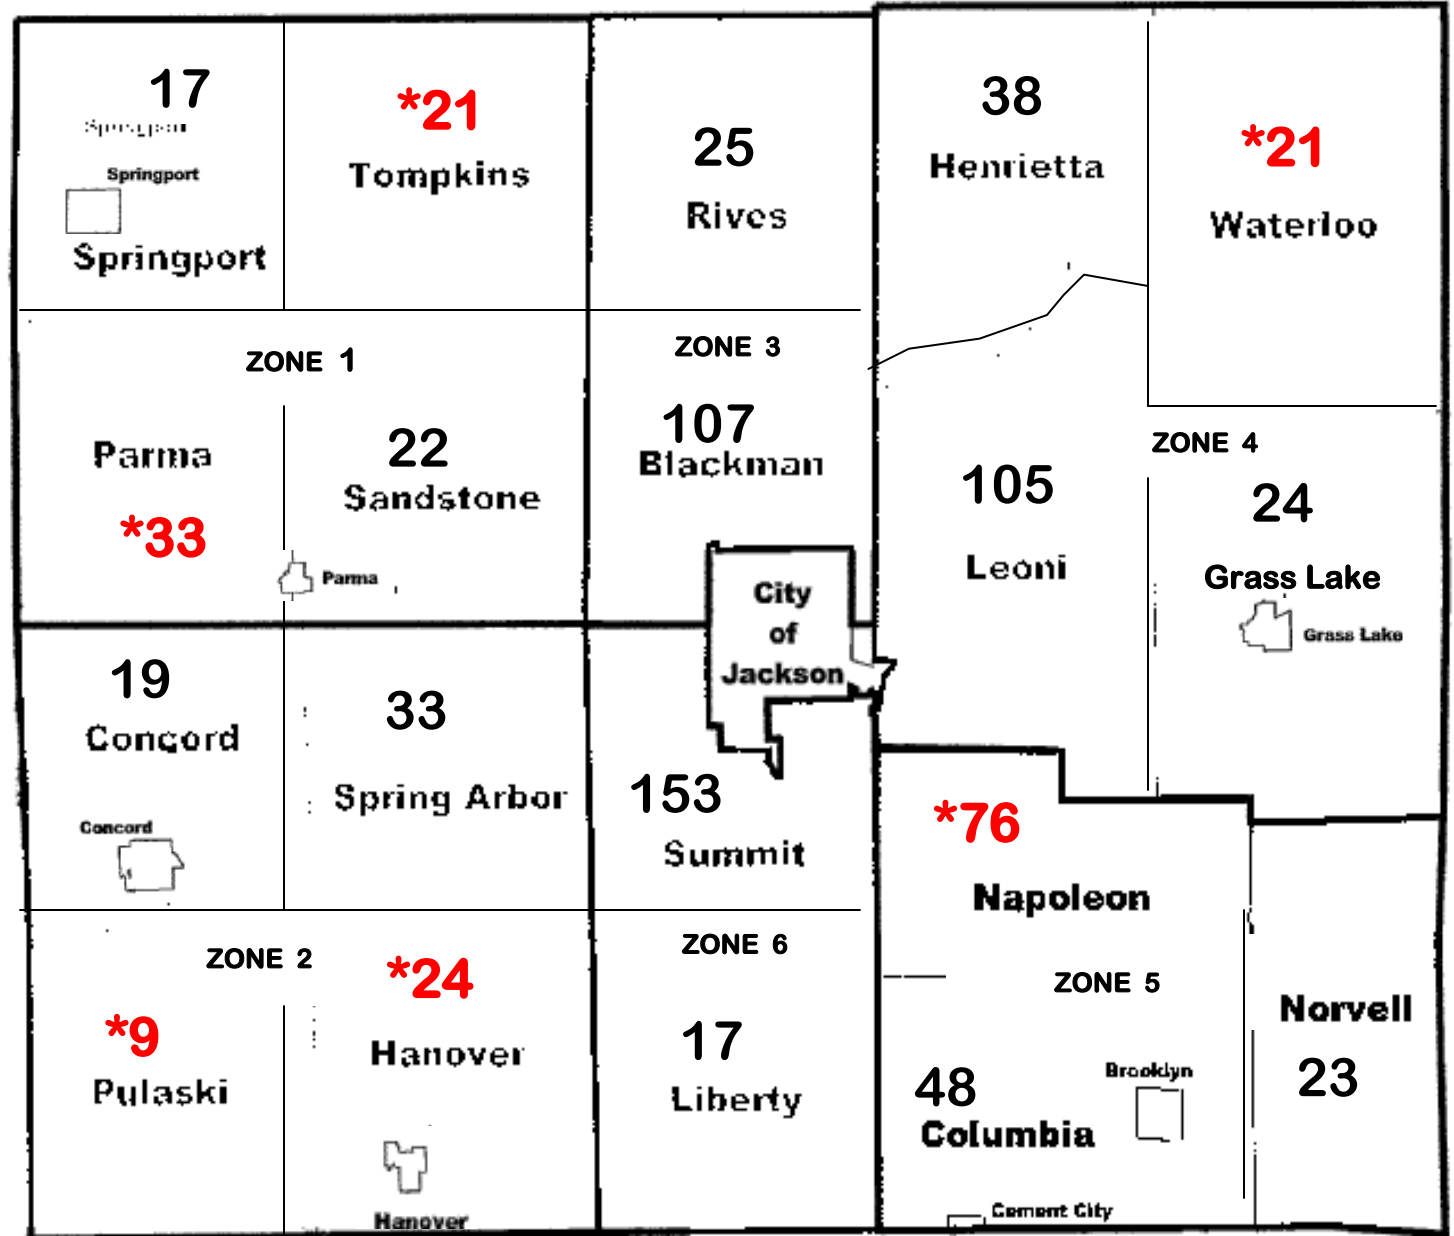 17
Springport
Springport
Springport
*21
Tompkins
25
Rives
38
Henrietta
*21
Waterloo
ZONE 1
Parma
*33
22
Sandstone
Parma
ZONE 3
107
Blackman
City
of
Jackson
105
Leoni
ZONE 4
24
Grass Lake
Grass Lake
19
Concord
Concord
33
Spring Arbor
153
Summit
*76
Napoleon
ZONE 2
*9
Pulaski
*24
Hanover
Hanover
ZONE 6
17
Liberty
ZONE 5
48
Columbia
Brooklyn
Cement City
Norvell
23